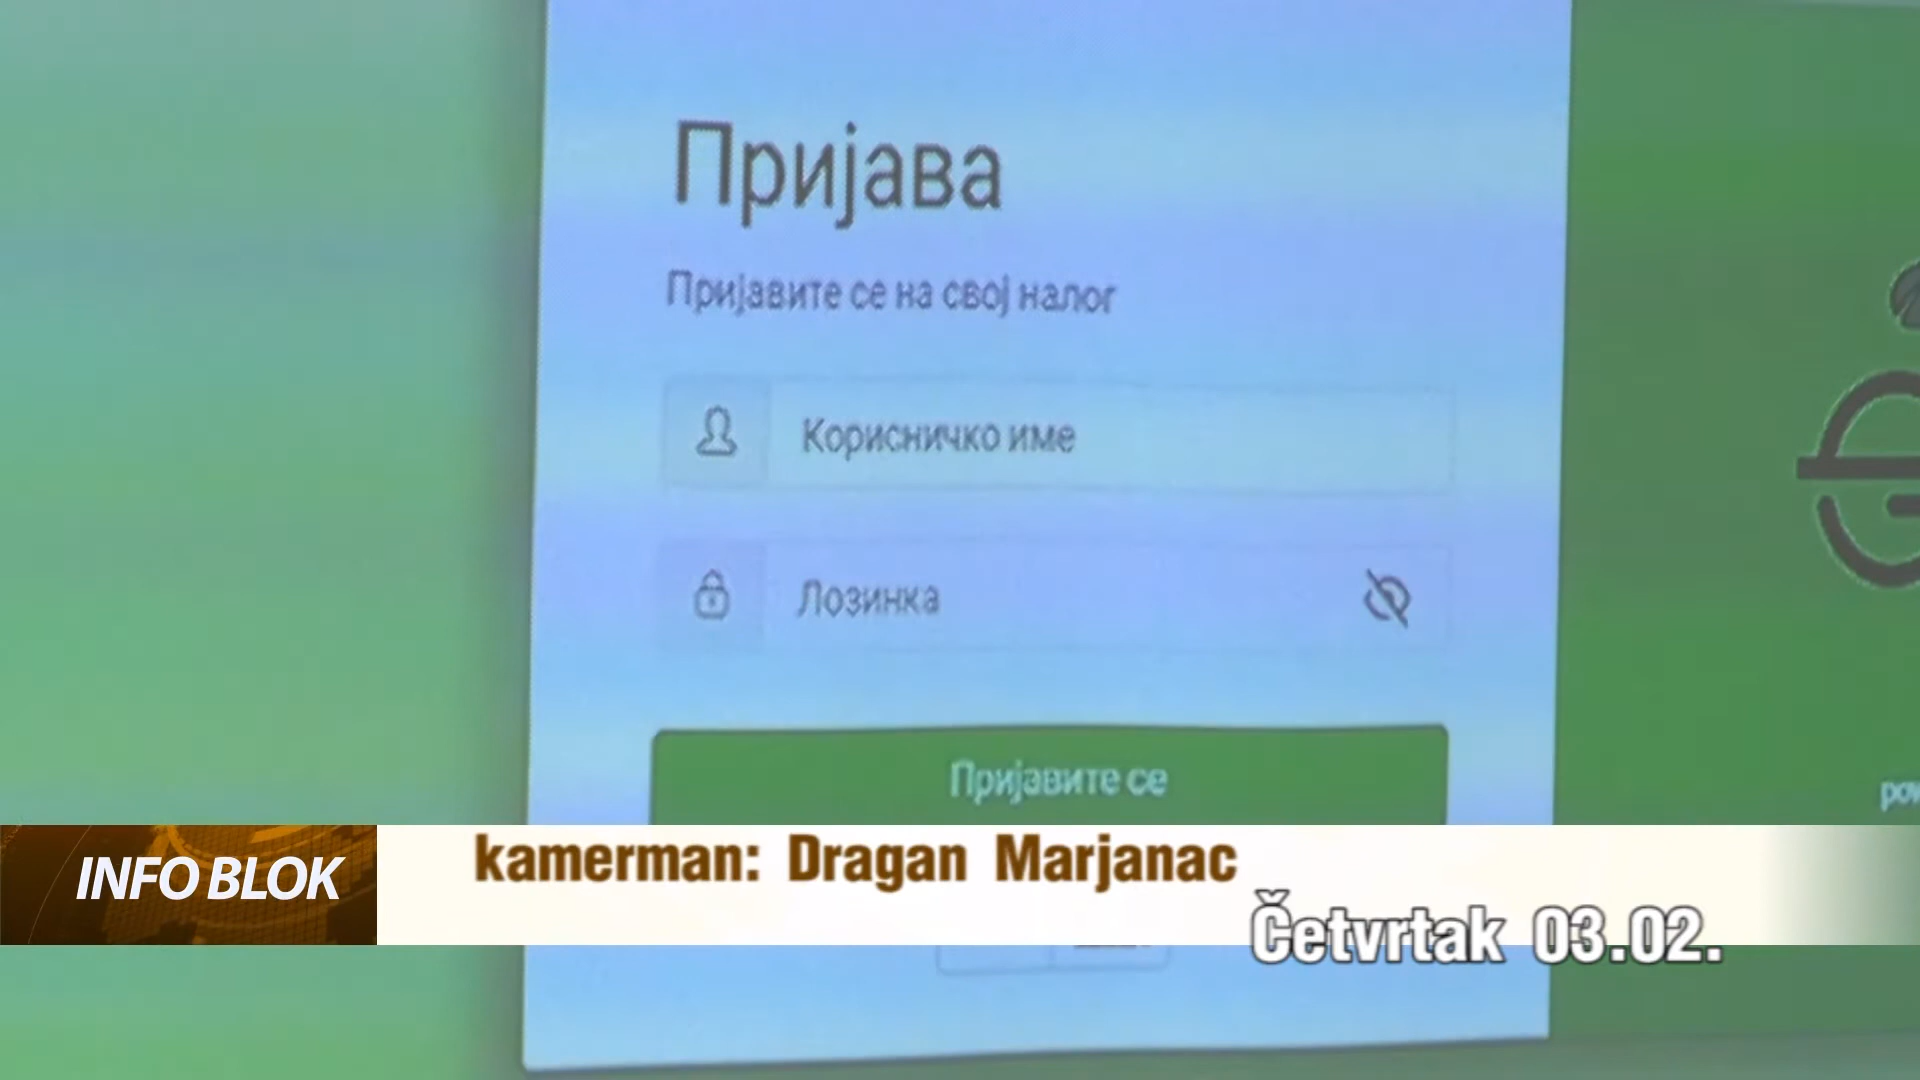 Пријава
Пријавите се на свој налог
Корисничко име
Лозинка
Пријавите се
INFO BLOK
kamerman: Dragan Marjanac
Četvrtak 03.02.